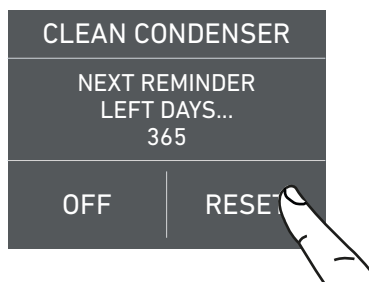 CLEAN CONDENSER
NEXT REMINDER
LEFT DAYS...
365
OFF
RESET